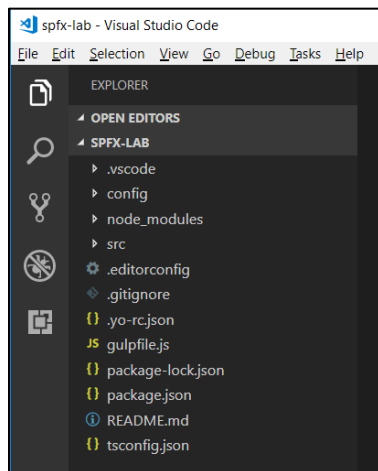 spfx-lab - Visual Studio Code
File Edit Selection View Go Debug Tasks Help
EXPLORER
OPEN EDITORS
SPFX-LAB
.vscode
config
node_modules
src
.editorconfig
.gitignore
{} .yo-rc.json
JS gulpfile.js
{} package-lock.json
{} package.json
README.md
{} tsconfig.json